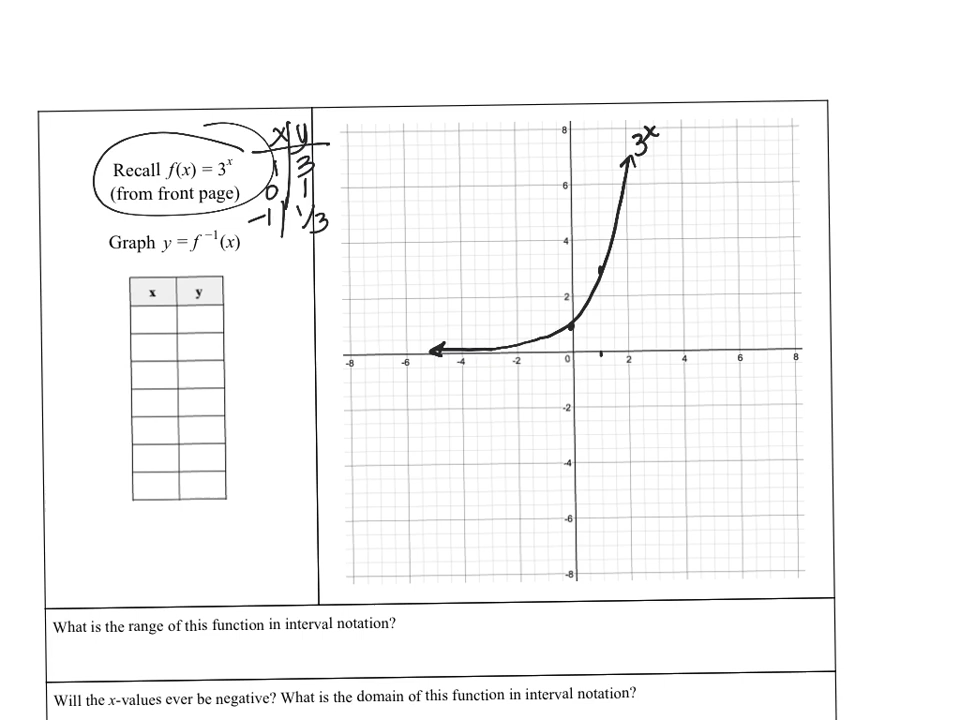 x y
1 3
0 1
-1 1/3
Recall f(x) = 3ˣ
(from front page)
Graph y = f⁻¹(x)
x y
3ˣ
8
6
4
2
-8 -6 -4 -2 0 2 4 6 8
-2
-4
-6
-8
What is the range of this function in interval notation?
Will the x-values ever be negative? What is the domain of this function in interval notation?